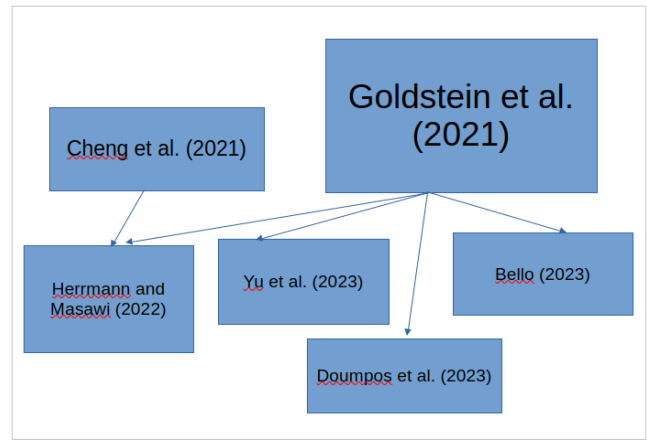 Goldstein et al.
(2021)
Cheng et al. (2021)
Herrmann and
Masawi (2022)
Yu et al. (2023)
Bello (2023)
Doumpos et al. (2023)